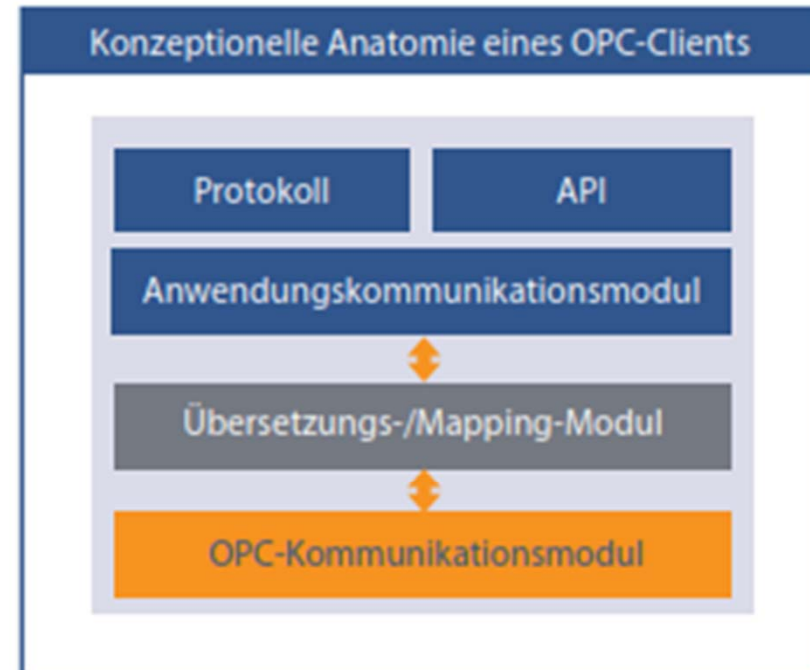 Konzeptionelle Anatomie eines OPC-Clients
Protokoll
API
Anwendungskommunikationsmodul
Übersetzungs-/Mapping-Modul
OPC-Kommunikationsmodul